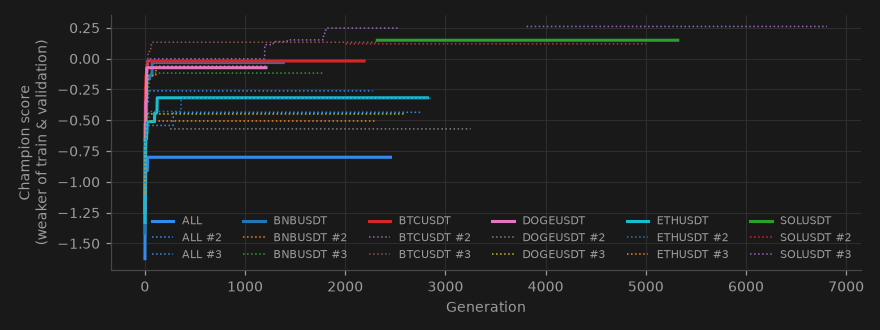 Champion score
(weaker of train & validation)
0.25
0.00
−0.25
−0.50
−0.75
−1.00
−1.25
−1.50
ALL BNBUSDT BTCUSDT DOGEUSDT ETHUSDT SOLUSDT
ALL #2 BNBUSDT #2 BTCUSDT #2 DOGEUSDT #2 ETHUSDT #2 SOLUSDT #2
ALL #3 BNBUSDT #3 BTCUSDT #3 DOGEUSDT #3 ETHUSDT #3 SOLUSDT #3
0 1000 2000 3000 4000 5000 6000 7000
Generation